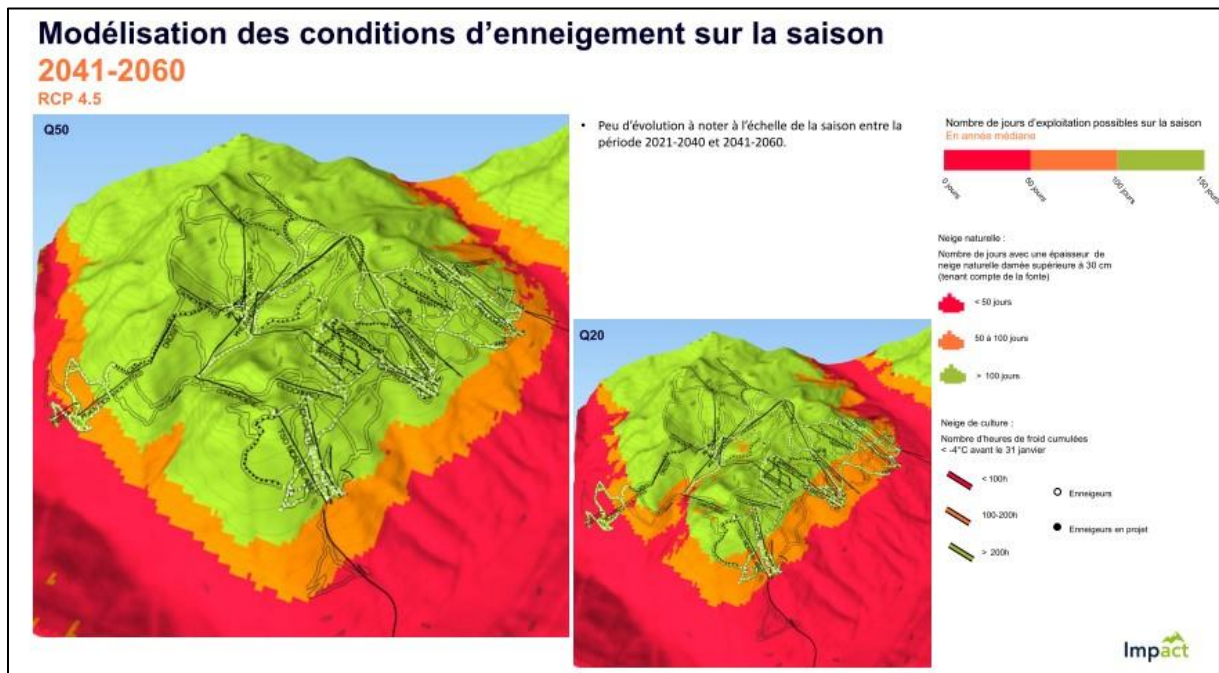 Modélisation des conditions d'enneigement sur la saison
2041-2060
RCP 4.5
Q50
• Peu d'évolution à noter à l'échelle de la saison entre la
période 2021-2040 et 2041-2060.
Q20
Nombre de jours d'exploitation possibles sur la saison
En année médiane
0 jours
50 jours
100 jours
150 jours
Neige naturelle :
Nombre de jours avec une épaisseur de
neige naturelle damée supérieure à 30 cm
(tenant compte de la fonte)
< 50 jours
50 à 100 jours
> 100 jours
Neige de culture :
Nombre d'heures de froid cumulées
< -4°C avant le 31 janvier
< 100h
100-200h
> 200h
Enneigeurs
Enneigeurs en projet
Impact